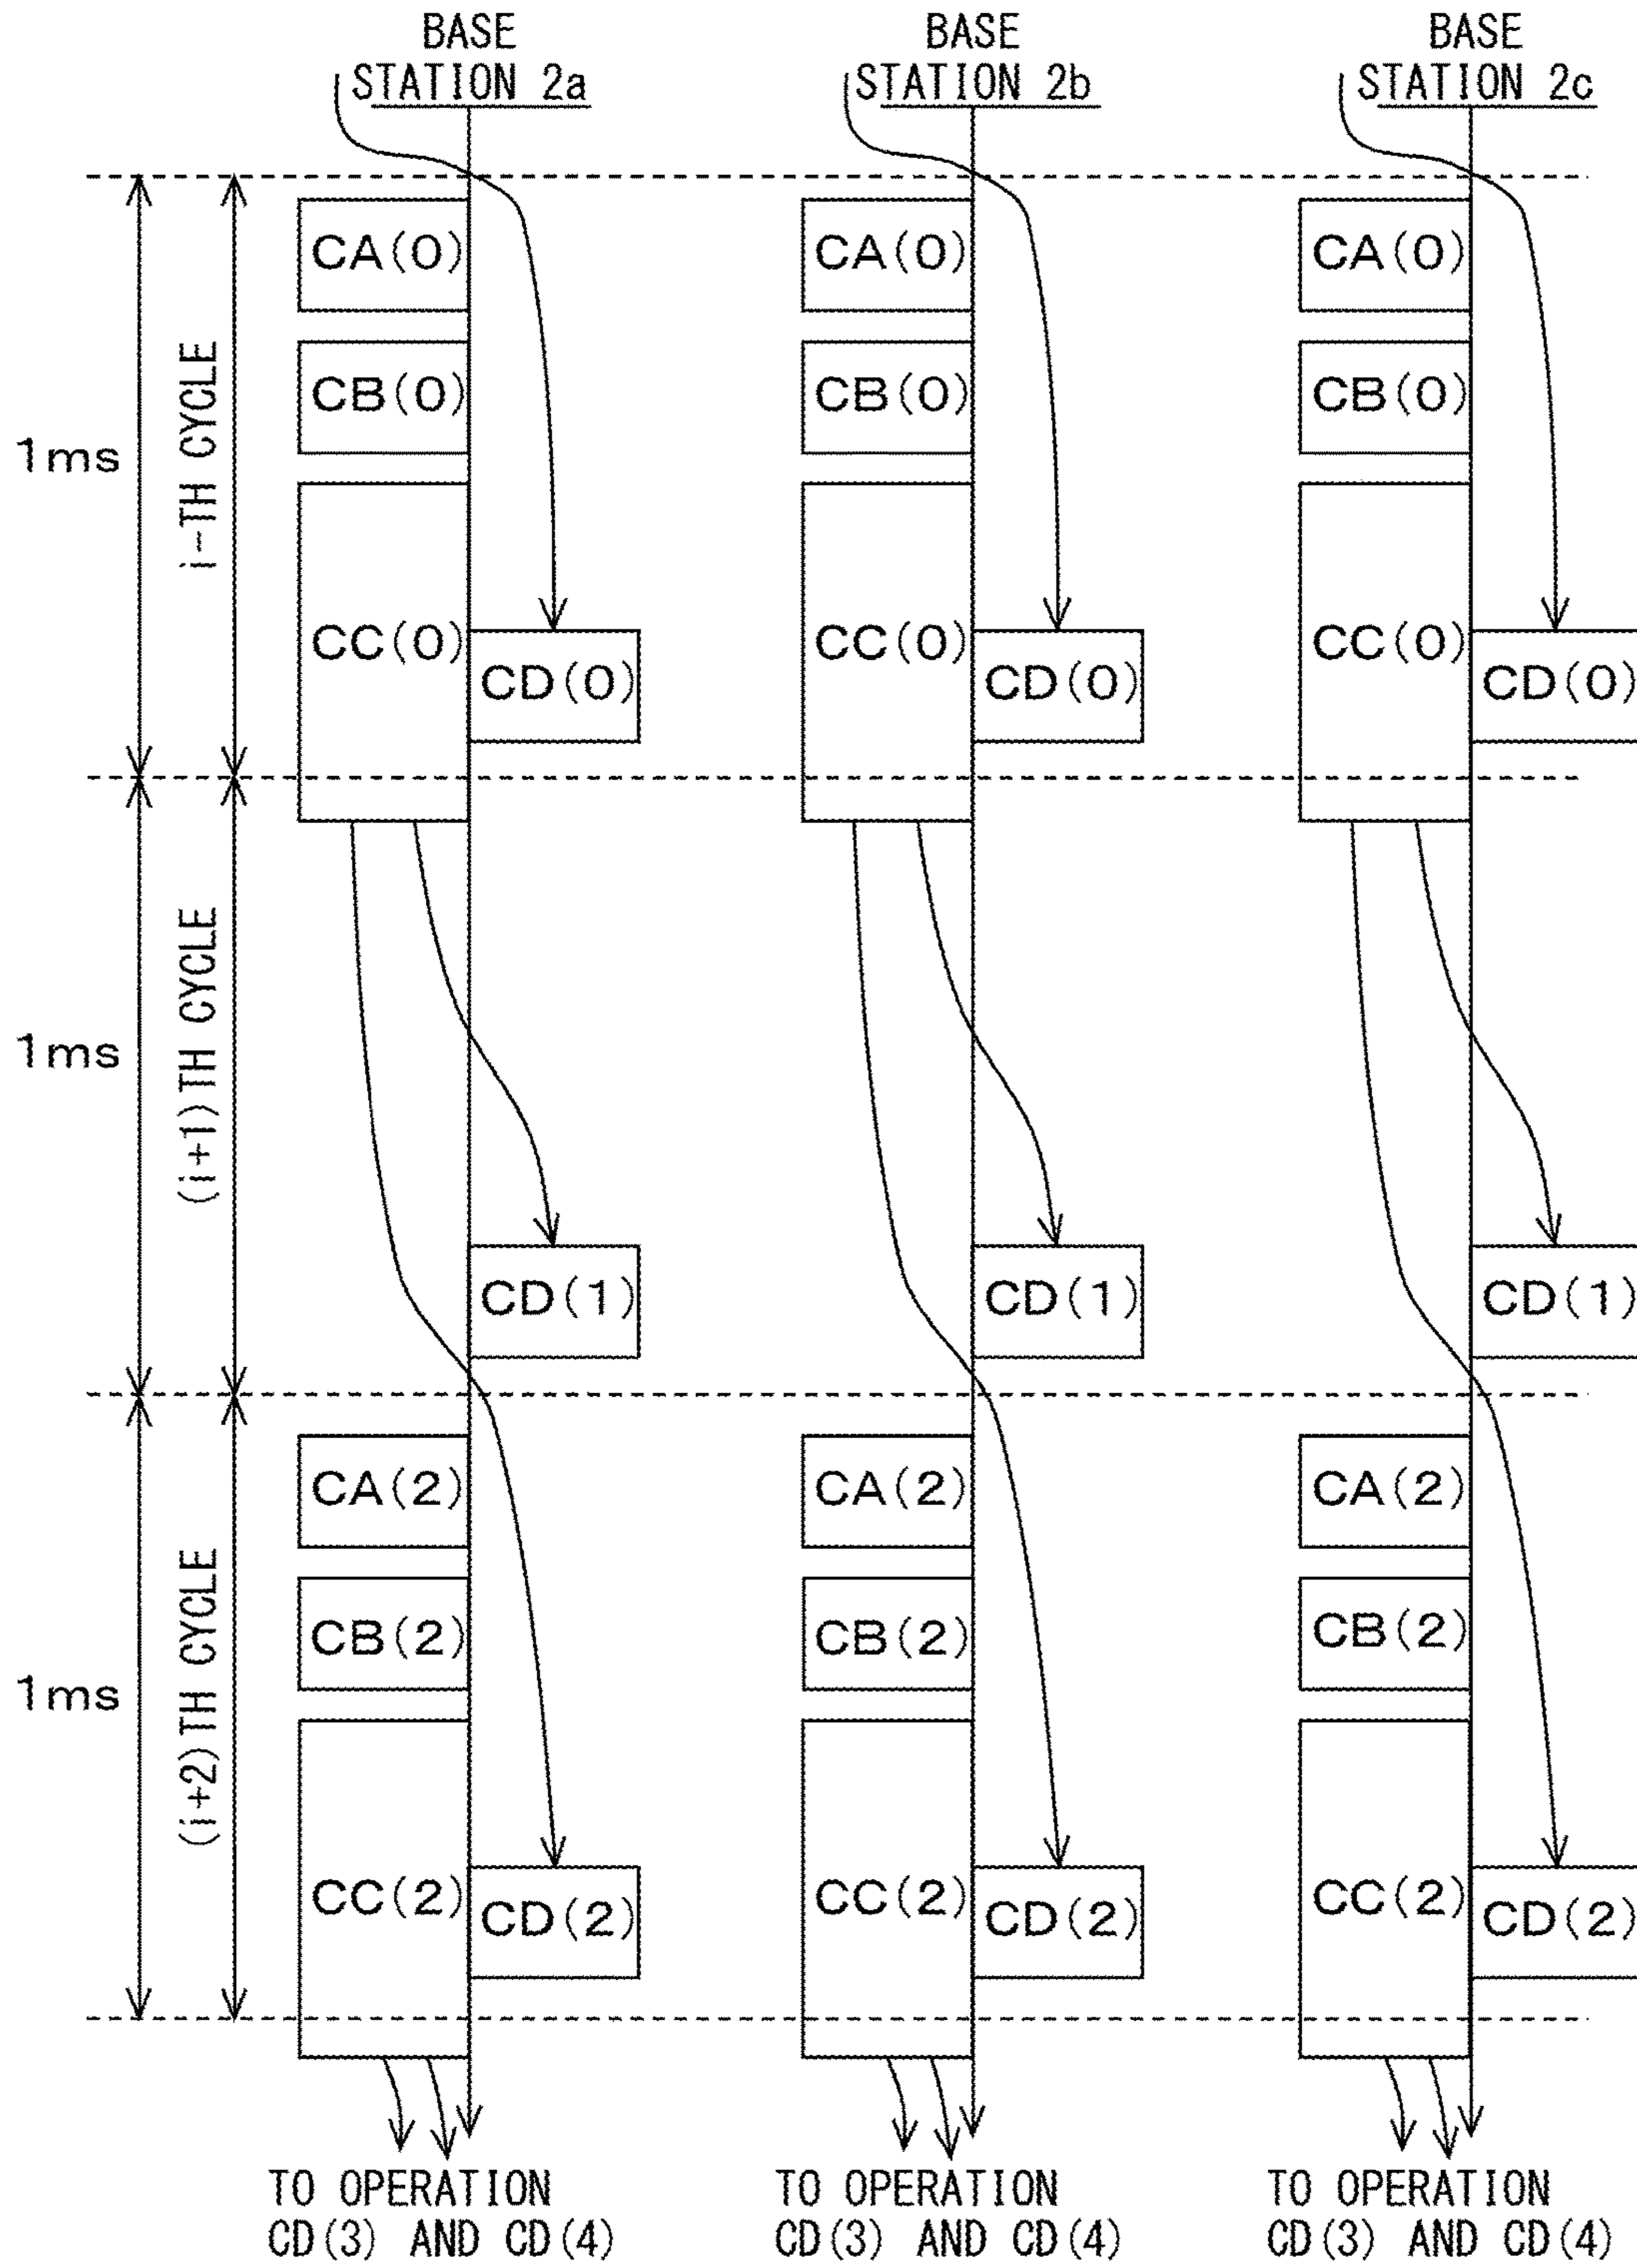 BASE
STATION 2a
BASE
STATION 2b
BASE
STATION 2c
1ms
i-TH CYCLE
CA(0)
CA(0)
CA(0)
CB(0)
CB(0)
CB(0)
CC(0)
CD(0)
CC(0)
CD(0)
CC(0)
CD(0)
1ms
(i+1)TH CYCLE
CD(1)
CD(1)
CD(1)
1ms
(i+2)TH CYCLE
CA(2)
CA(2)
CA(2)
CB(2)
CB(2)
CB(2)
CC(2)
CD(2)
CC(2)
CD(2)
CC(2)
CD(2)
TO OPERATION
CD(3) AND CD(4)
TO OPERATION
CD(3) AND CD(4)
TO OPERATION
CD(3) AND CD(4)